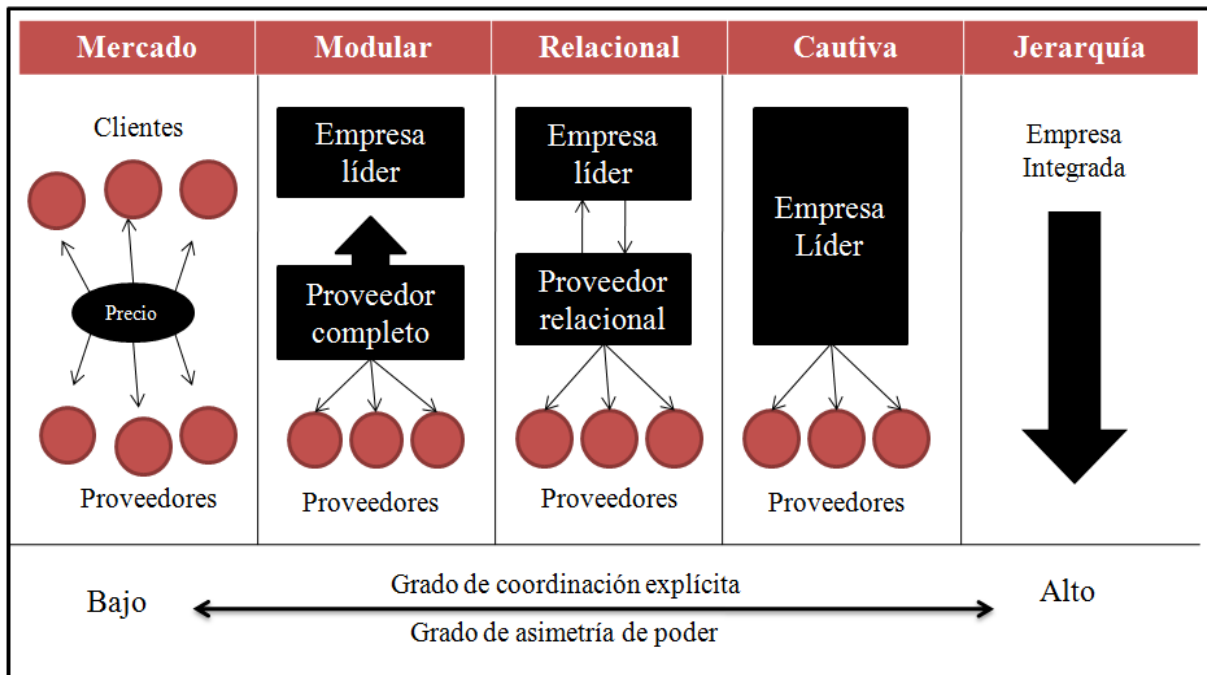 Mercado
Modular
Relacional
Cautiva
Jerarquía
Clientes
Precio
Proveedores
Empresa
líder
Proveedor
completo
Proveedores
Empresa
líder
Proveedor
relacional
Proveedores
Empresa
Líder
Proveedores
Empresa
Integrada
Bajo
Grado de coordinación explícita
Grado de asimetría de poder
Alto